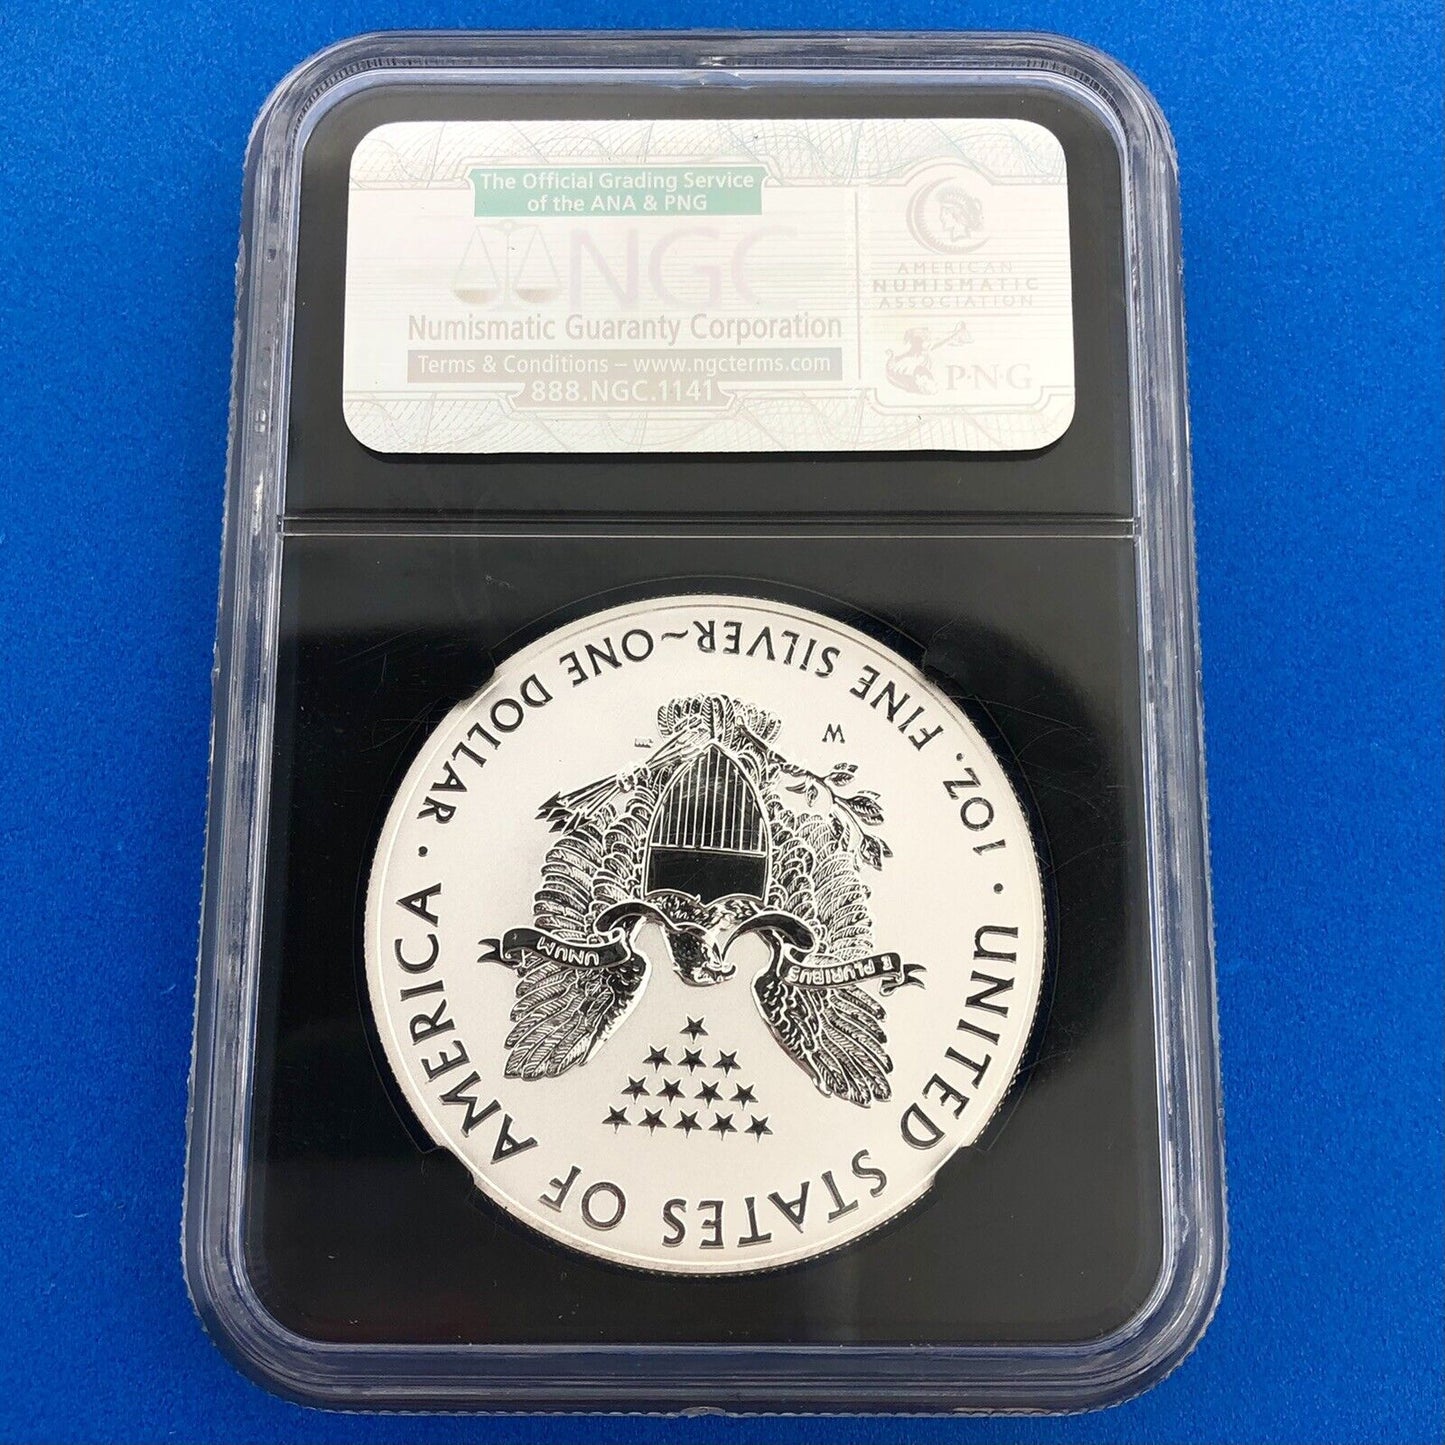 The Official Grading Service
of the ANA & PNG
NGC
Numismatic Guaranty Corporation
Terms & Conditions – www.ngcterms.com
888.NGC.1141
AMERICAN
NUMISMATIC
ASSOCIATION
P·N·G
UNITED STATES OF AMERICA
· 1 OZ. FINE SILVER~ONE DOLLAR ·
W
E PLURIBUS
UNUM